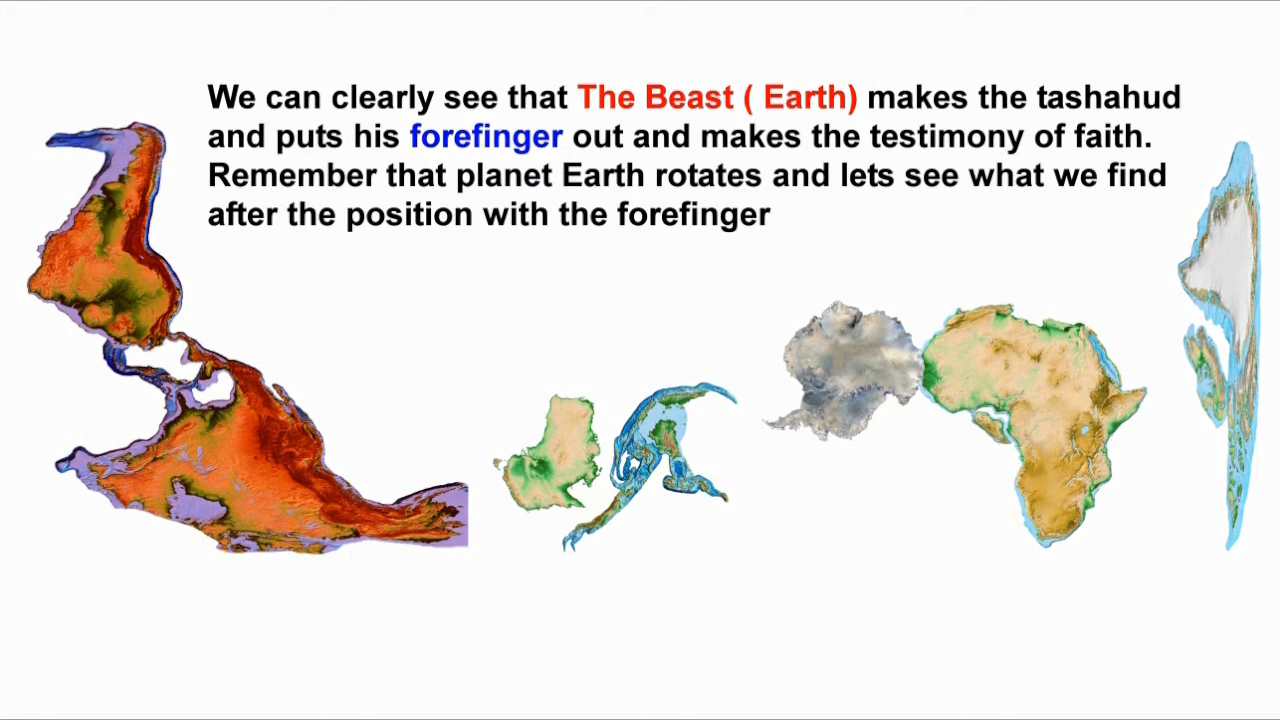 We can clearly see that The Beast ( Earth) makes the tashahud
and puts his forefinger out and makes the testimony of faith.
Remember that planet Earth rotates and lets see what we find
after the position with the forefinger